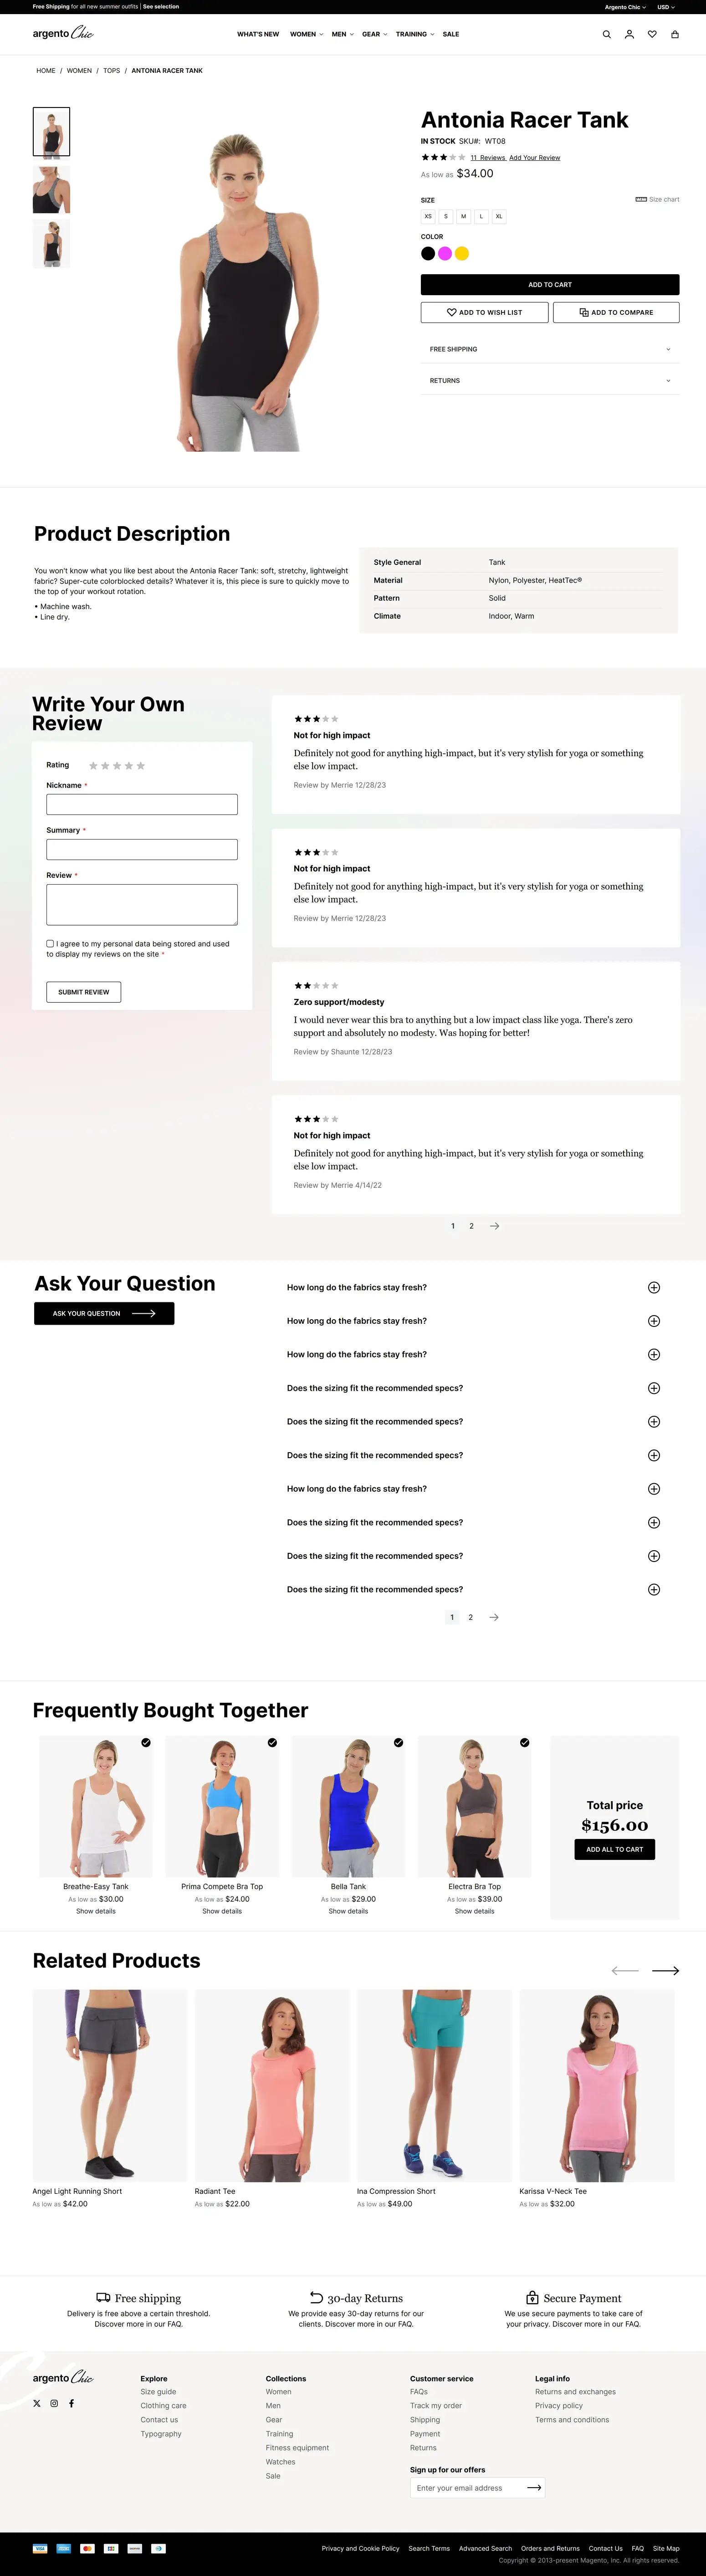 Free Shipping for all new summer outfits | See selection
Argento Chic
USD
argento Chic
WHAT'S NEW
WOMEN
MEN
GEAR
TRAINING
SALE
HOME / WOMEN / TOPS / ANTONIA RACER TANK
Antonia Racer Tank
IN STOCK SKU#: WT08
11 Reviews Add Your Review
As low as $34.00
SIZE
Size chart
XS S M L XL
COLOR
ADD TO CART
ADD TO WISH LIST
ADD TO COMPARE
FREE SHIPPING
RETURNS
Product Description
You won't know what you like best about the Antonia Racer Tank: soft, stretchy, lightweight
fabric? Super-cute colorblocked details? Whatever it is, this piece is sure to quickly move to
the top of your workout rotation.
• Machine wash.
• Line dry.
Style General Tank
Material Nylon, Polyester, HeatTec®
Pattern Solid
Climate Indoor, Warm
Write Your Own
Review
Rating
Nickname *
Summary *
Review *
I agree to my personal data being stored and used
to display my reviews on the site *
SUBMIT REVIEW
Not for high impact
Definitely not good for anything high-impact, but it's very stylish for yoga or something
else low impact.
Review by Merrie 12/28/23
Not for high impact
Definitely not good for anything high-impact, but it's very stylish for yoga or something
else low impact.
Review by Merrie 12/28/23
Zero support/modesty
I would never wear this bra to anything but a low impact class like yoga. There's zero
support and absolutely no modesty. Was hoping for better!
Review by Shaunte 12/28/23
Not for high impact
Definitely not good for anything high-impact, but it's very stylish for yoga or something
else low impact.
Review by Merrie 4/14/22
1 2
Ask Your Question
ASK YOUR QUESTION
How long do the fabrics stay fresh?
How long do the fabrics stay fresh?
How long do the fabrics stay fresh?
Does the sizing fit the recommended specs?
Does the sizing fit the recommended specs?
Does the sizing fit the recommended specs?
How long do the fabrics stay fresh?
Does the sizing fit the recommended specs?
Does the sizing fit the recommended specs?
Does the sizing fit the recommended specs?
1 2
Frequently Bought Together
Breathe-Easy Tank
As low as $30.00
Show details
Prima Compete Bra Top
As low as $24.00
Show details
Bella Tank
As low as $29.00
Show details
Electra Bra Top
As low as $39.00
Show details
Total price
$156.00
ADD ALL TO CART
Related Products
Angel Light Running Short
As low as $42.00
Radiant Tee
As low as $22.00
Ina Compression Short
As low as $49.00
Karissa V-Neck Tee
As low as $32.00
Free shipping
Delivery is free above a certain threshold.
Discover more in our FAQ.
30-day Returns
We provide easy 30-day returns for our
clients. Discover more in our FAQ.
Secure Payment
We use secure payments to take care of
your privacy. Discover more in our FAQ.
argento Chic
Explore
Size guide
Clothing care
Contact us
Typography
Collections
Women
Men
Gear
Training
Fitness equipment
Watches
Sale
Customer service
FAQs
Track my order
Shipping
Payment
Returns
Legal info
Returns and exchanges
Privacy policy
Terms and conditions
Sign up for our offers
Enter your email address
VISA
Privacy and Cookie Policy Search Terms Advanced Search Orders and Returns Contact Us FAQ Site Map
Copyright © 2013-present Magento, Inc. All rights reserved.